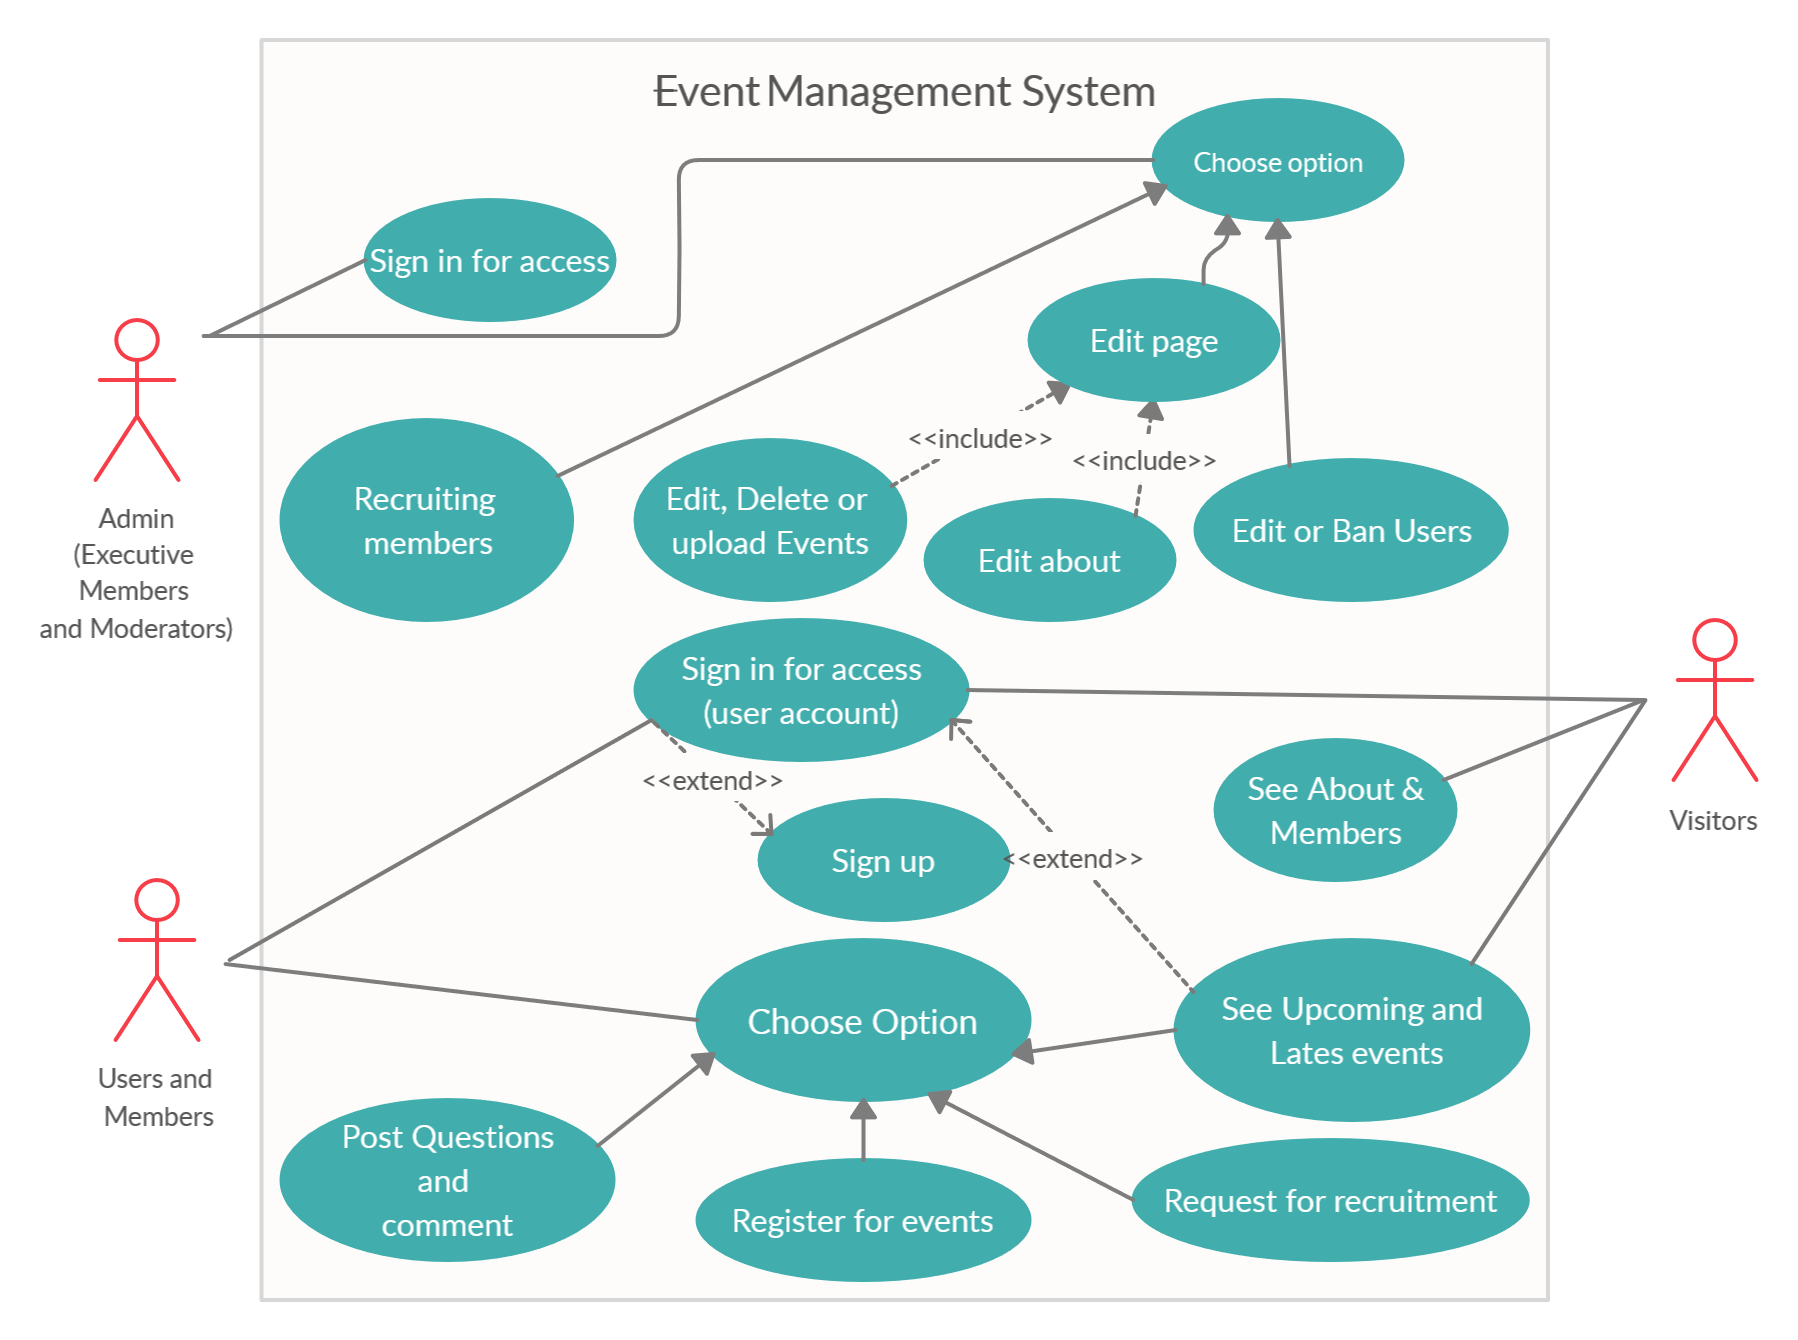 Event Management System
Choose option
Sign in for access
Edit page
<<include>>
<<include>>
Recruiting
members
Edit, Delete or
upload Events
Edit about
Edit or Ban Users
Admin
(Executive
Members
and Moderators)
Sign in for access
(user account)
<<extend>>
See About &
Members
Visitors
Sign up
<<extend>>
Choose Option
See Upcoming and
Lates events
Users and
Members
Post Questions
and
comment
Register for events
Request for recruitment